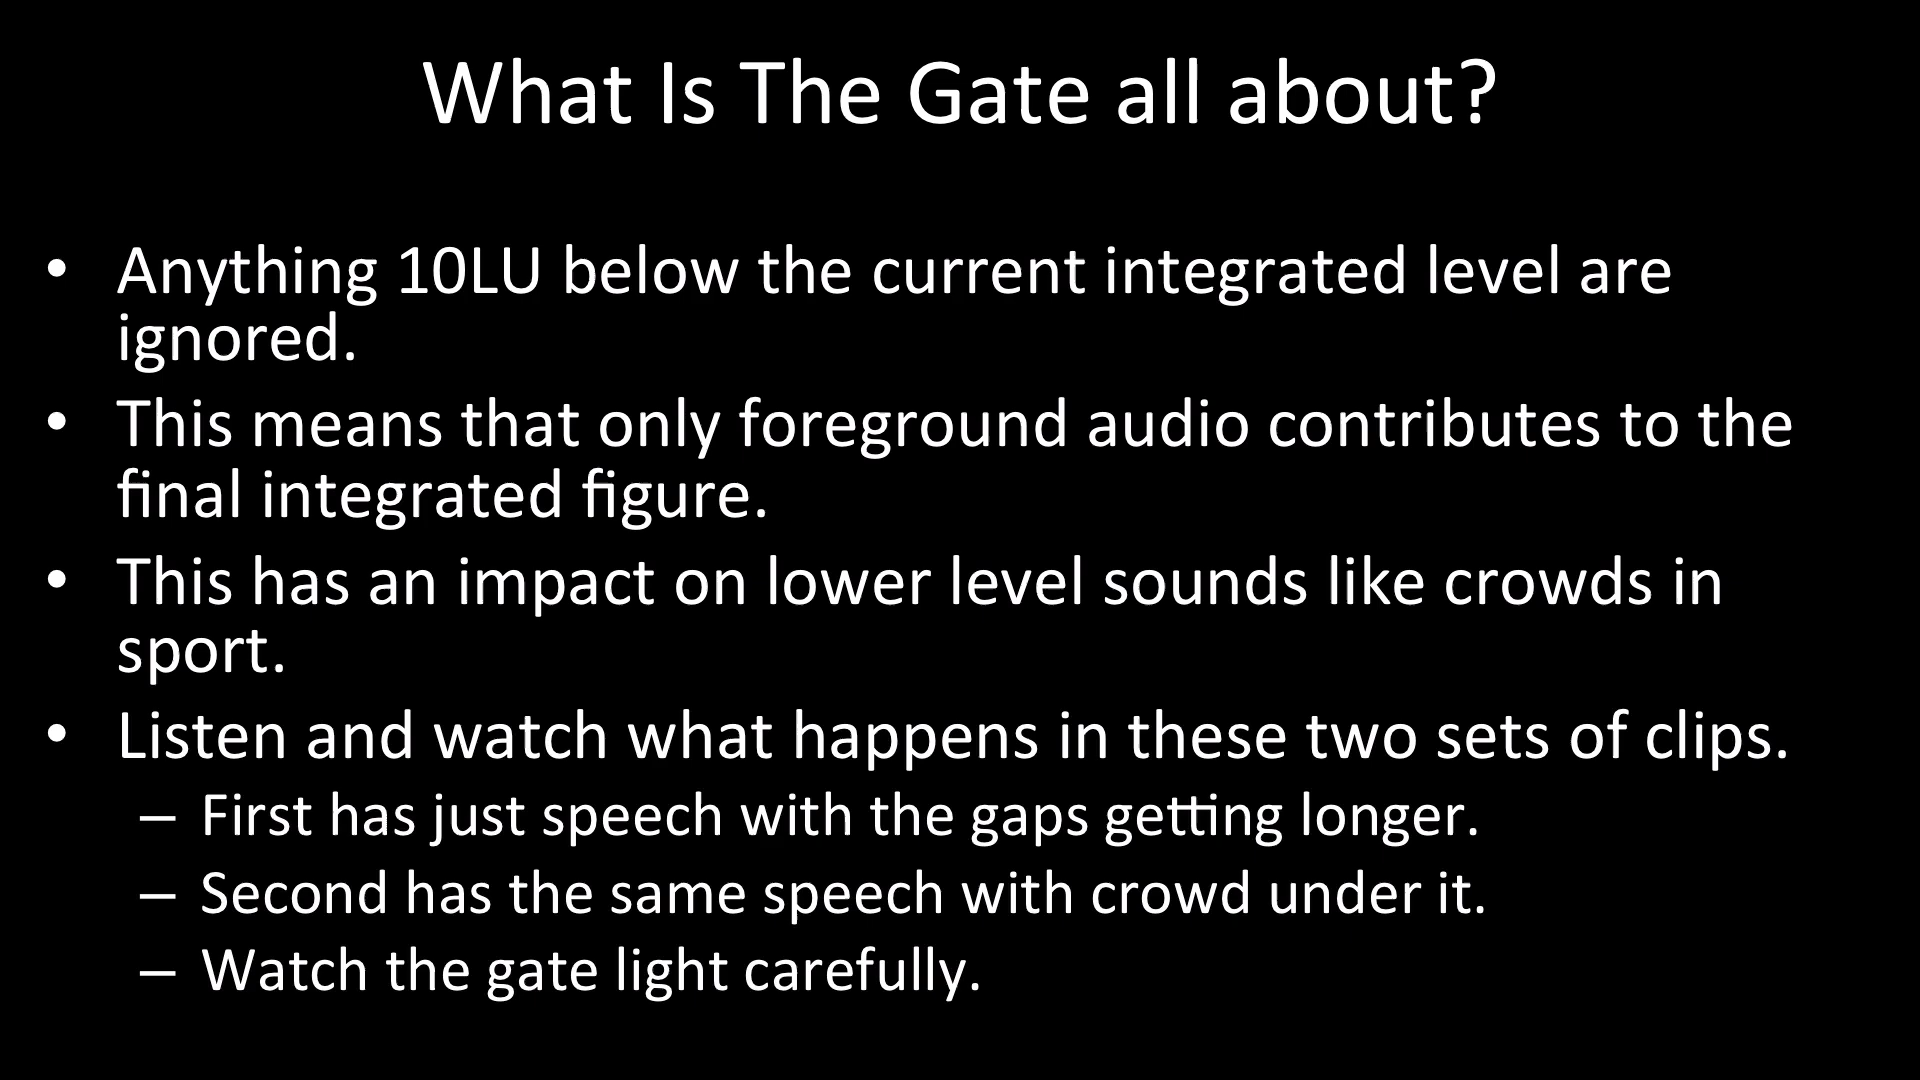 What Is The Gate all about?
• Anything 10LU below the current integrated level are
ignored.
• This means that only foreground audio contributes to the
final integrated figure.
• This has an impact on lower level sounds like crowds in
sport.
• Listen and watch what happens in these two sets of clips.
– First has just speech with the gaps getting longer.
– Second has the same speech with crowd under it.
– Watch the gate light carefully.